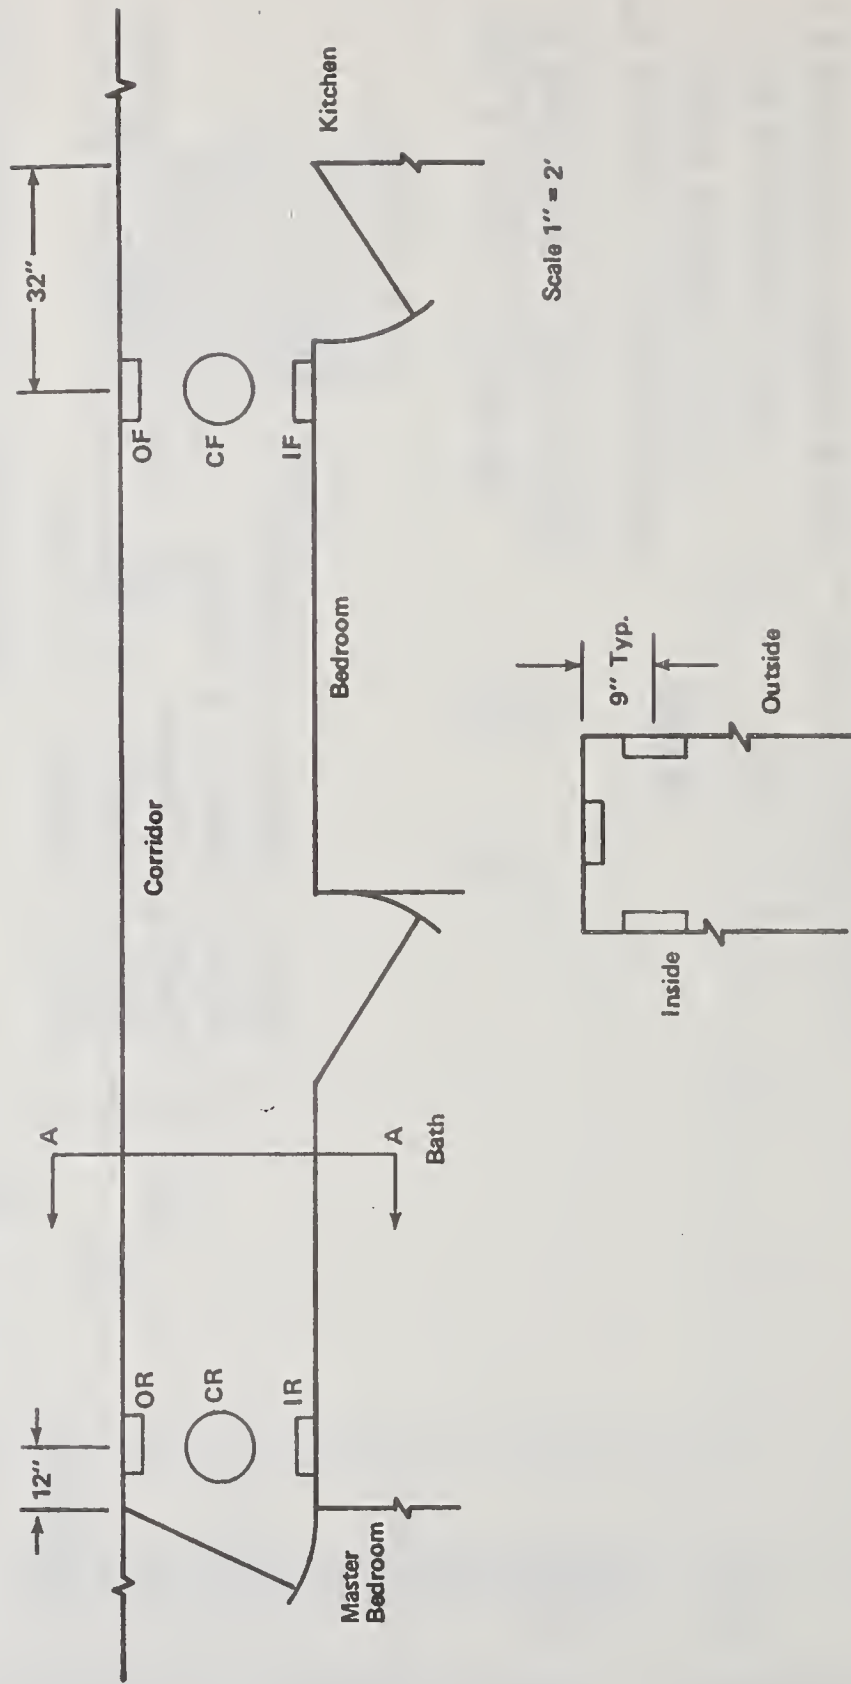 32"
Kitchen
OF
CF
IF
Scale 1" = 2'
Bedroom
Corridor
A
A
Bath
OR
CR
IR
12"
Master
Bedroom
9" Typ.
Inside
Outside